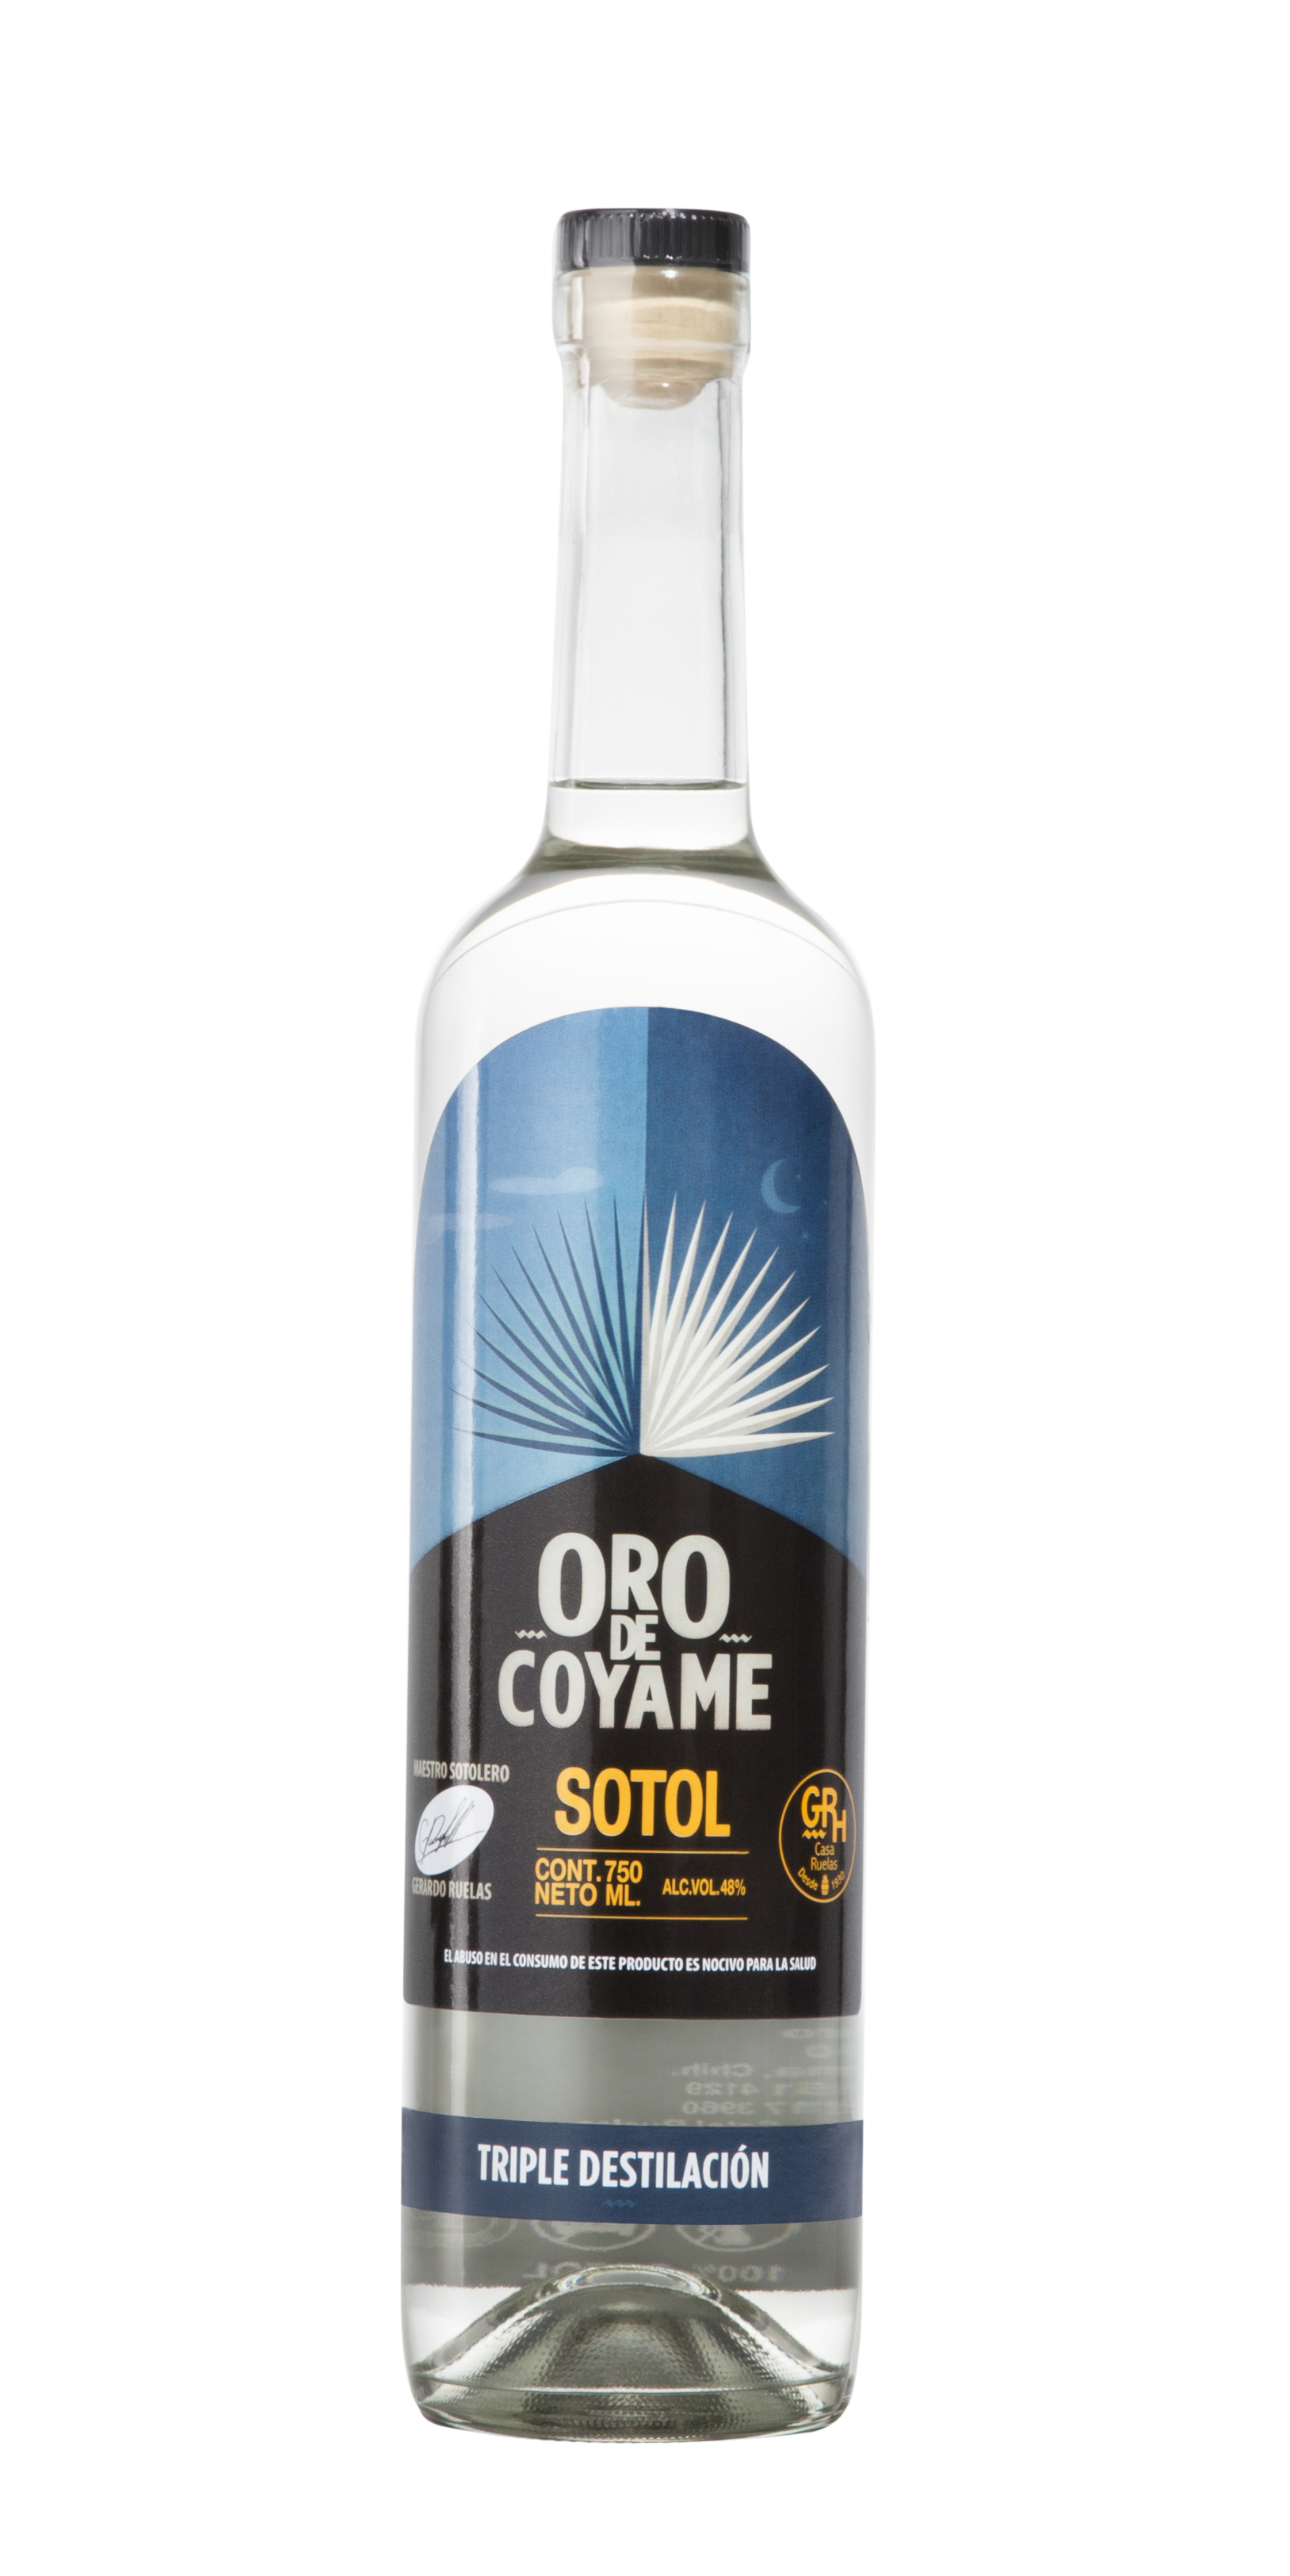 ORO
DE
COYAME
MAESTRO SOTOLERO
GERARDO RUELAS
SOTOL
CONT. 750
NETO ML.
ALC.VOL.48%
GRH
Casa
Ruelas
Desde
EL ABUSO EN EL CONSUMO DE ESTE PRODUCTO ES NOCIVO PARA LA SALUD
TRIPLE DESTILACIÓN